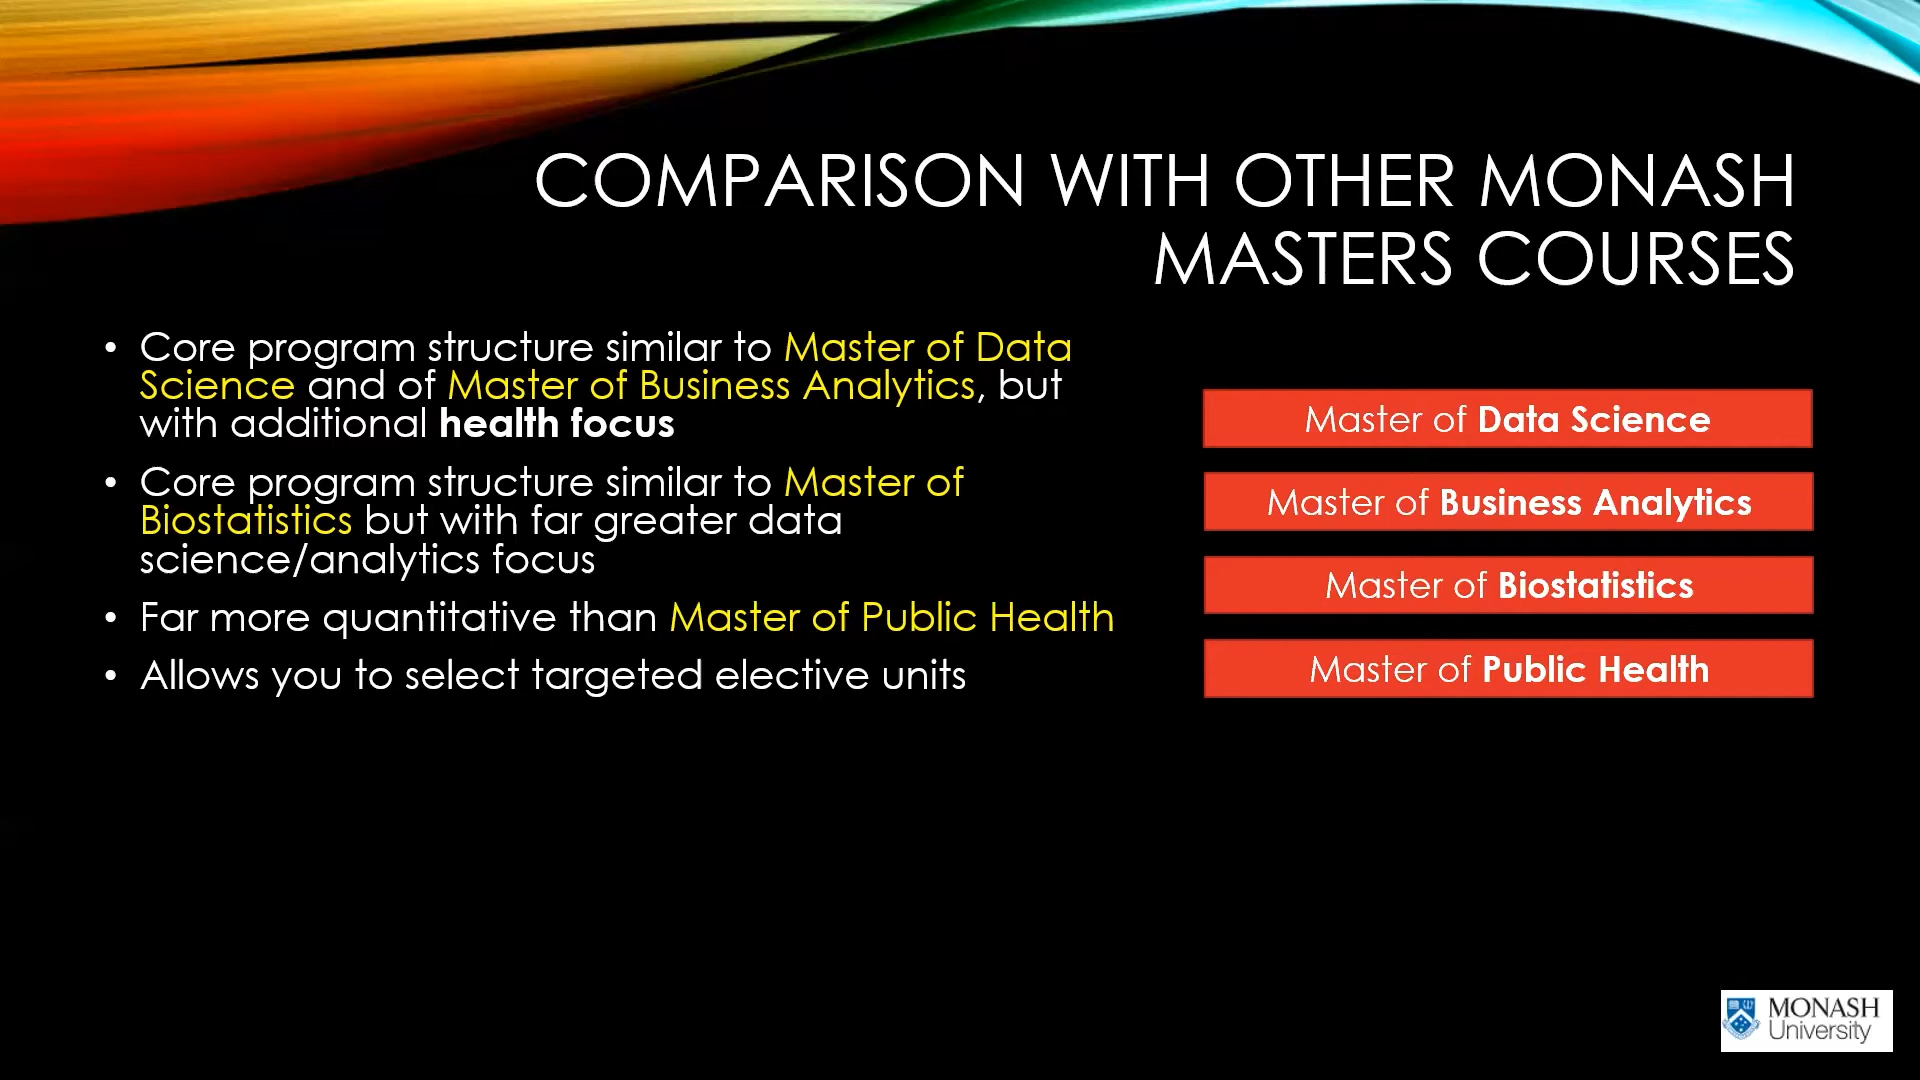 COMPARISON WITH OTHER MONASH
MASTERS COURSES
• Core program structure similar to Master of Data
Science and of Master of Business Analytics, but
with additional health focus
• Core program structure similar to Master of
Biostatistics but with far greater data
science/analytics focus
• Far more quantitative than Master of Public Health
• Allows you to select targeted elective units
Master of Data Science
Master of Business Analytics
Master of Biostatistics
Master of Public Health
MONASH
University